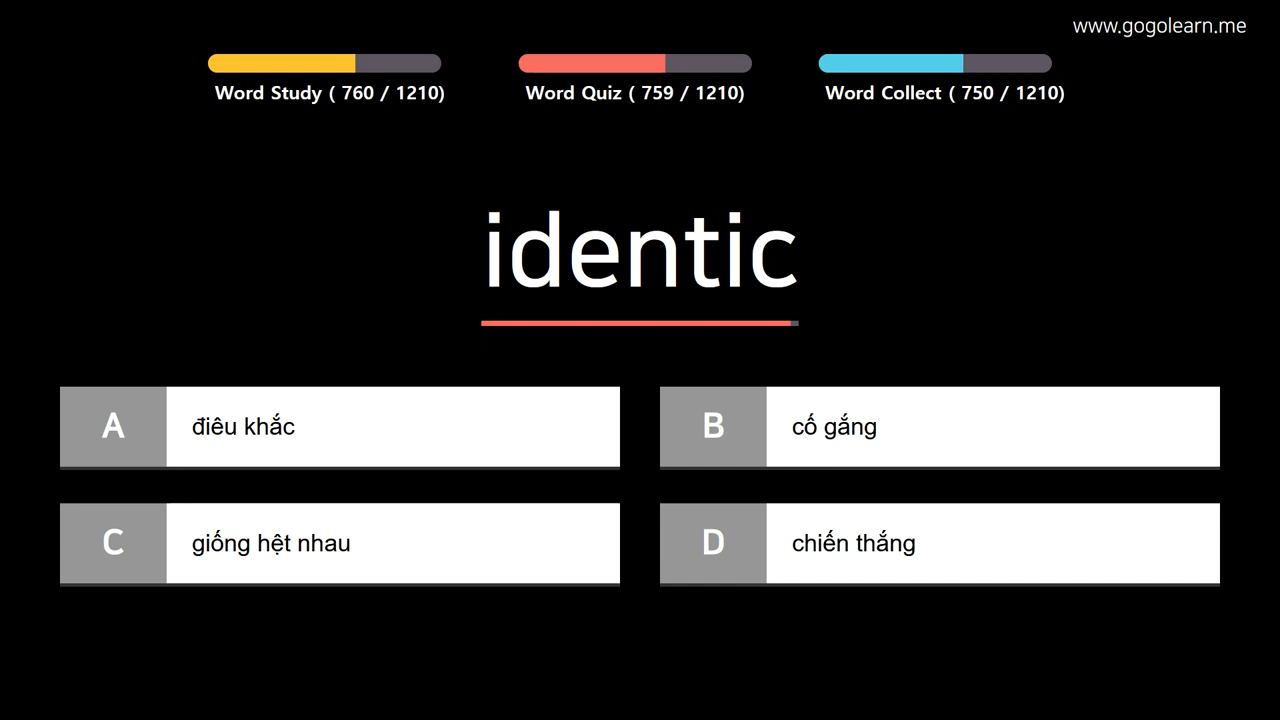 www.gogolearn.me
Word Study ( 760 / 1210)
Word Quiz ( 759 / 1210)
Word Collect ( 750 / 1210)
identic
A
điêu khắc
B
cố gắng
C
giống hệt nhau
D
chiến thắng